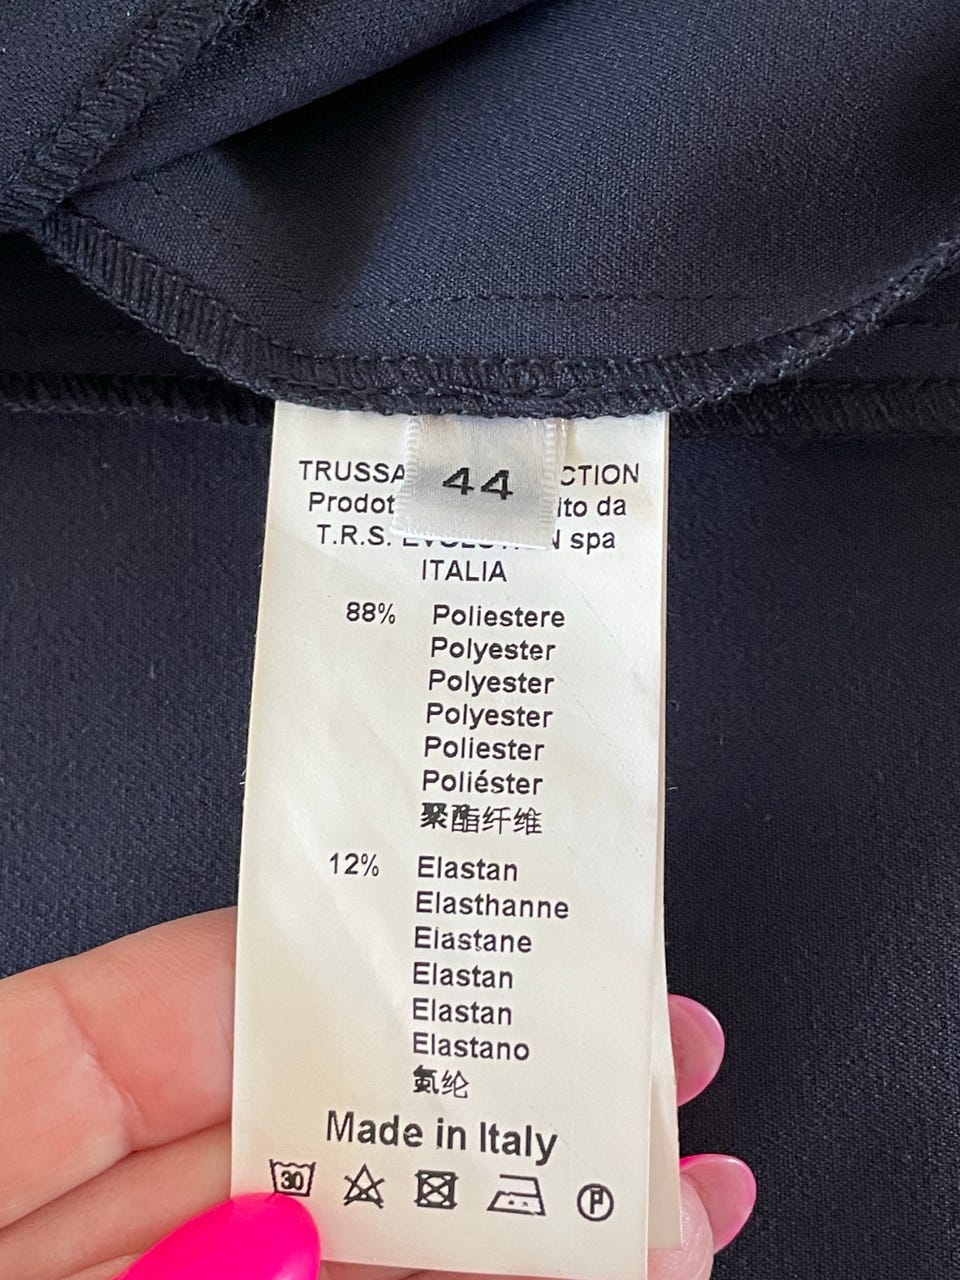 44
TRUSSA CTION
Prodot ito da
T.R.S. EVOLUTION spa
ITALIA
88% Poliestere
Polyester
Polyester
Polyester
Poliester
Poliéster
聚酯纤维
12% Elastan
Elasthanne
Elastane
Elastan
Elastan
Elastano
氨纶
Made in Italy
30
P